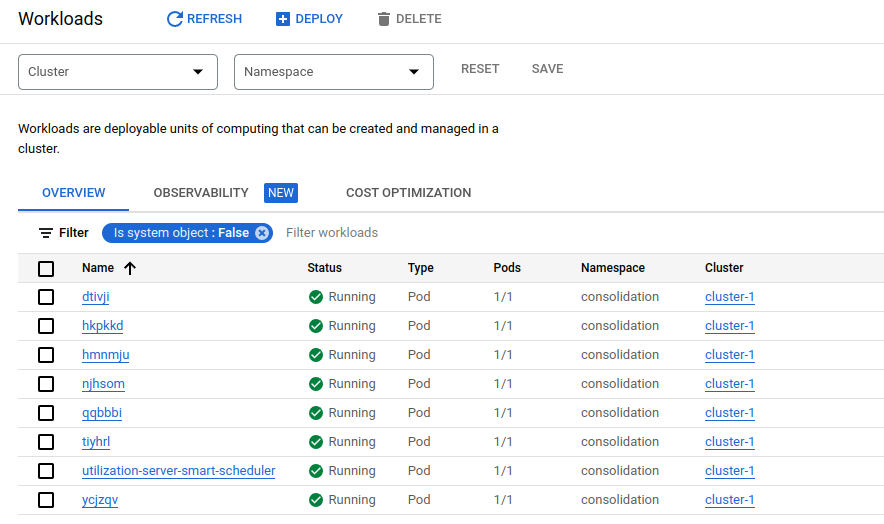 Workloads REFRESH DEPLOY DELETE
Cluster Namespace RESET SAVE
Workloads are deployable units of computing that can be created and managed in a
cluster.
OVERVIEW OBSERVABILITY NEW COST OPTIMIZATION
Filter Is system object : False Filter workloads
Name Status Type Pods Namespace Cluster
dtivji Running Pod 1/1 consolidation cluster-1
hkpkkd Running Pod 1/1 consolidation cluster-1
hmnmju Running Pod 1/1 consolidation cluster-1
njhsom Running Pod 1/1 consolidation cluster-1
qqbbbi Running Pod 1/1 consolidation cluster-1
tiyhrl Running Pod 1/1 consolidation cluster-1
utilization-server-smart-scheduler Running Pod 1/1 consolidation cluster-1
ycjzqv Running Pod 1/1 consolidation cluster-1